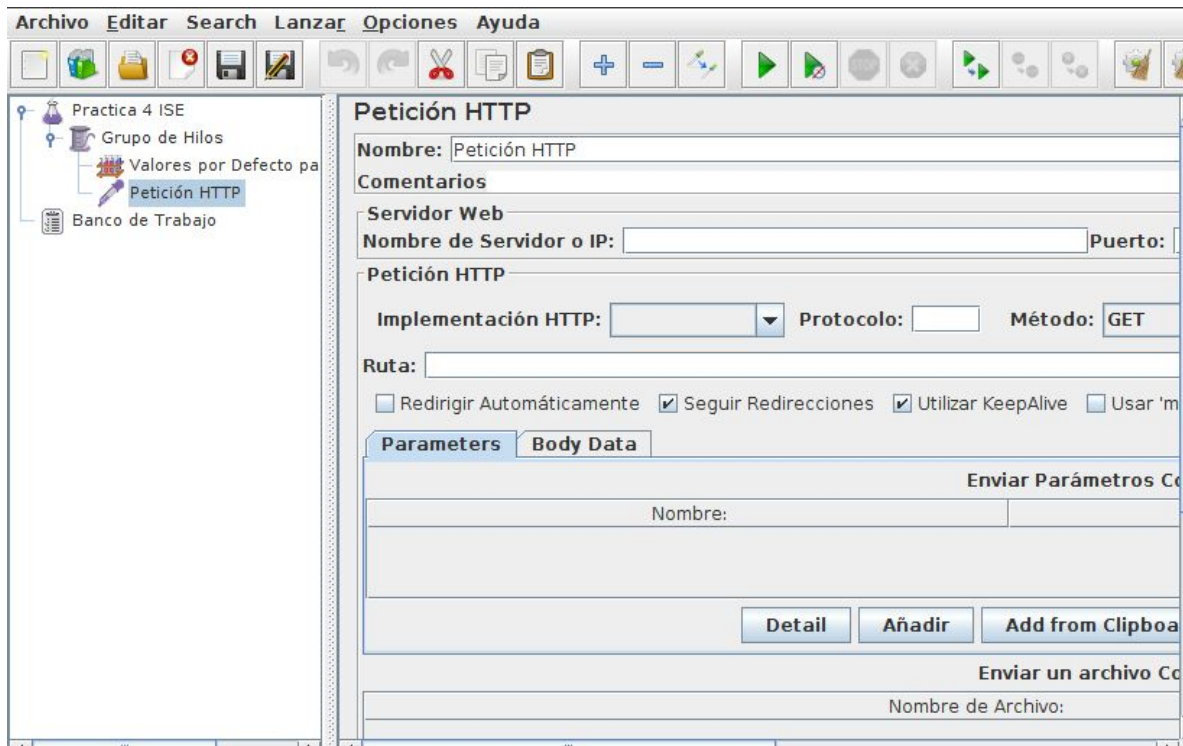 Archivo Editar Search Lanzar Opciones Ayuda
Practica 4 ISE
Grupo de Hilos
Valores por Defecto pa
Petición HTTP
Banco de Trabajo
Petición HTTP
Nombre: Petición HTTP
Comentarios
Servidor Web
Nombre de Servidor o IP: Puerto:
Petición HTTP
Implementación HTTP: Protocolo: Método: GET
Ruta:
Redirigir Automáticamente Seguir Redirecciones Utilizar KeepAlive Usar 'm
Parameters Body Data
Enviar Parámetros Co
Nombre:
Detail Añadir Add from Clipboa
Enviar un archivo Co
Nombre de Archivo: